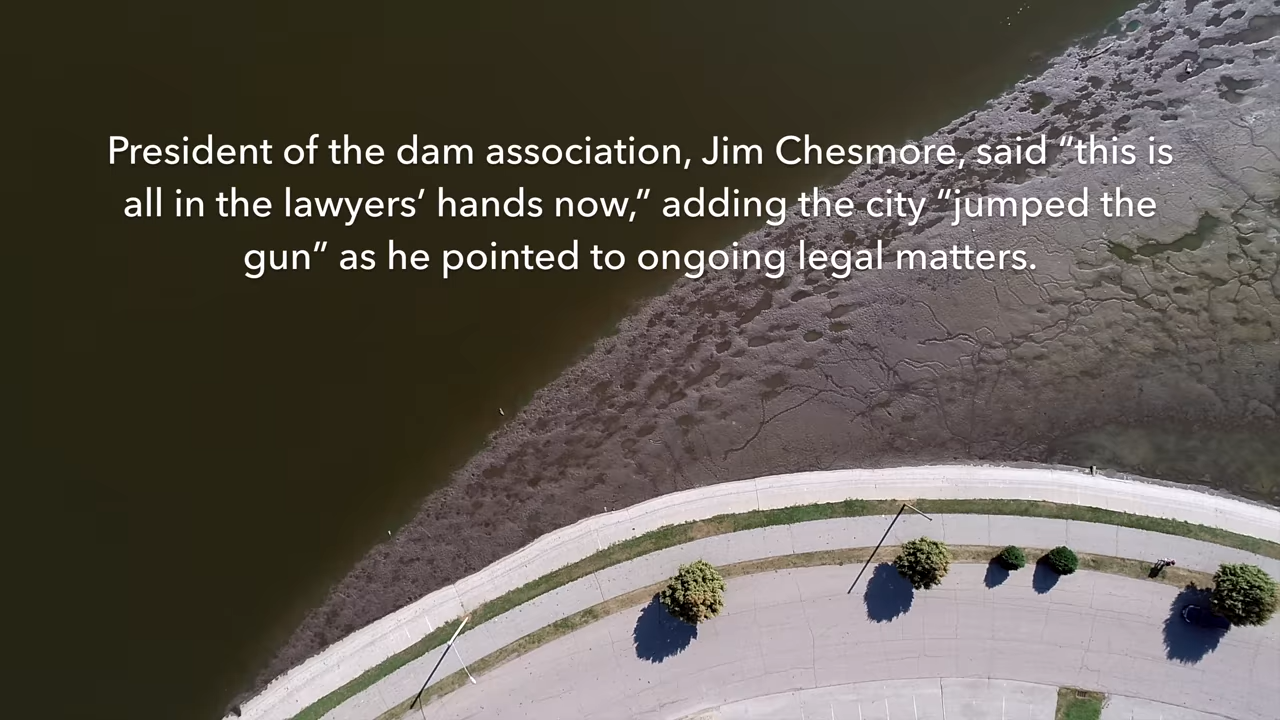 President of the dam association, Jim Chesmore, said “this is
all in the lawyers’ hands now,” adding the city “jumped the
gun” as he pointed to ongoing legal matters.